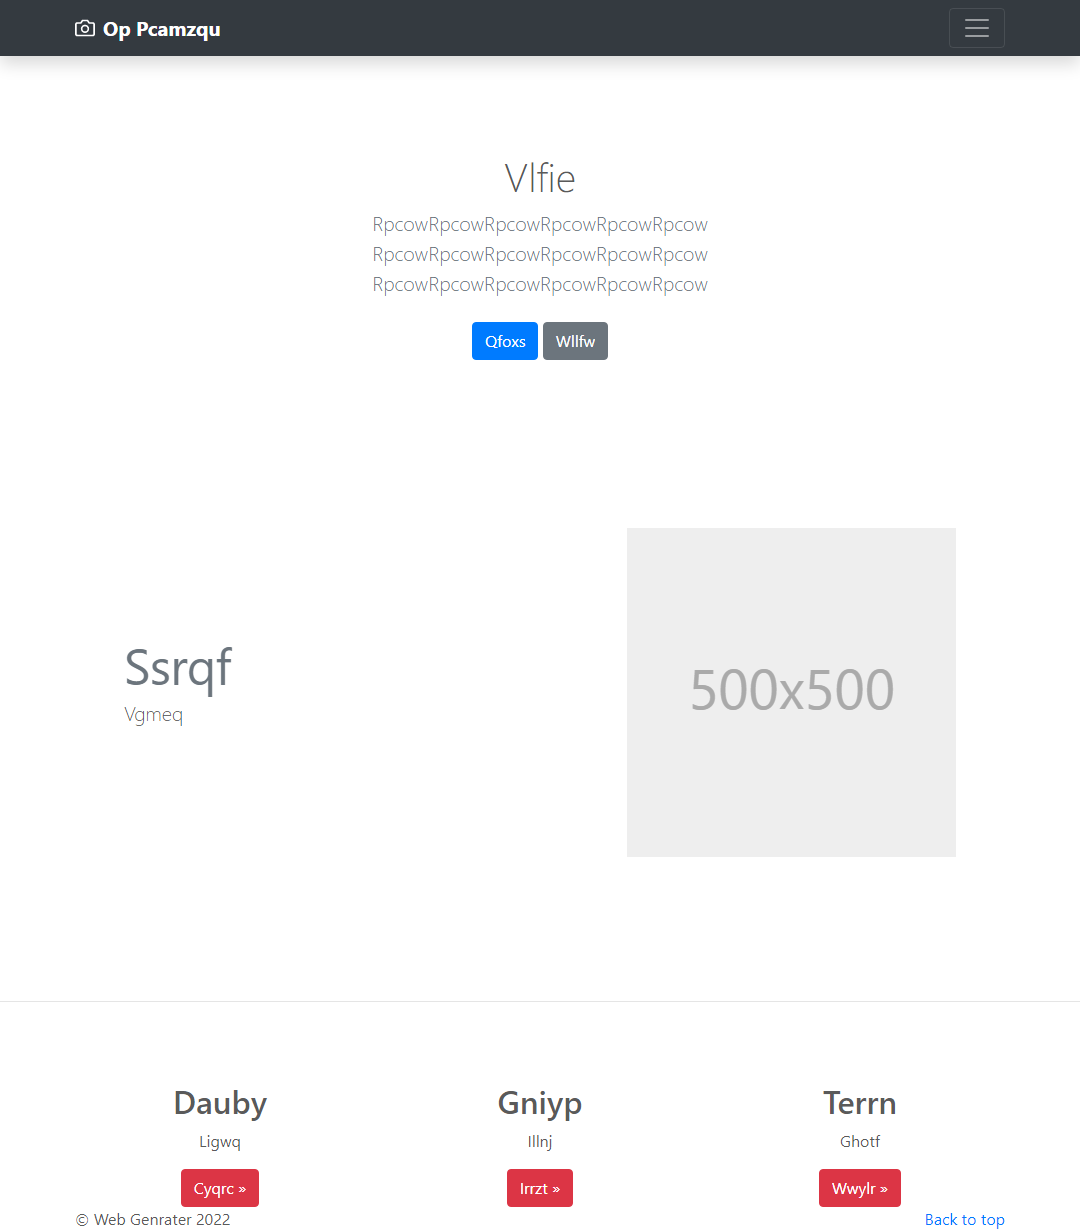 Op Pcamzqu
Vlfie
RpcowRpcowRpcowRpcowRpcowRpcow
RpcowRpcowRpcowRpcowRpcowRpcow
RpcowRpcowRpcowRpcowRpcowRpcow
Qfoxs Wllfw
Ssrqf
Vgmeq
500x500
Dauby Gniyp Terrn
Ligwq Illnj Ghotf
Cyqrc » Irrzt » Wwylr »
© Web Genrater 2022 Back to top